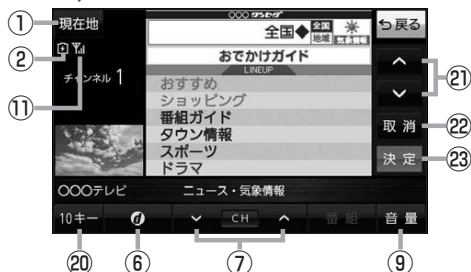 ① 現在地
○○○ ワンセグ
戻る
②
全国◆ 全国 地域 気象情報
おでかけガイド
LINEUP
チャンネル 1
⑪
おすすめ
ショッピング
番組ガイド
タウン情報
スポーツ
ドラマ
㉑
取消 ㉒
決定 ㉓
○○○テレビ ニュース・気象情報
10キー d CH 番組 音量
⑳ ⑥ ⑦ ⑨